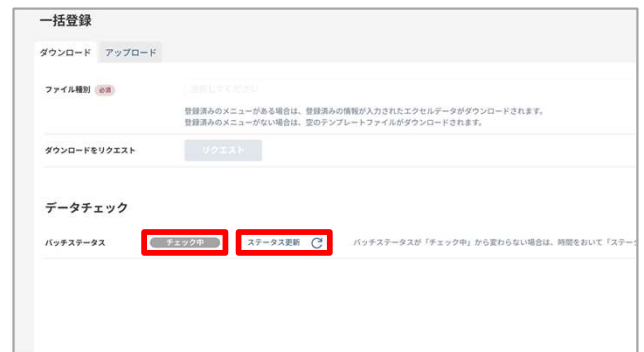 一括登録
ダウンロード アップロード
ファイル種別 必須
選択してください
登録済みのメニューがある場合は、登録済みの情報が入力されたエクセルデータがダウンロードされます。
登録済みのメニューがない場合は、空のテンプレートファイルがダウンロードされます。
ダウンロードをリクエスト リクエスト
データチェック
バッチステータス チェック中 ステータス更新 バッチステータスが「チェック中」から変わらない場合は、時間をおいて「ステー